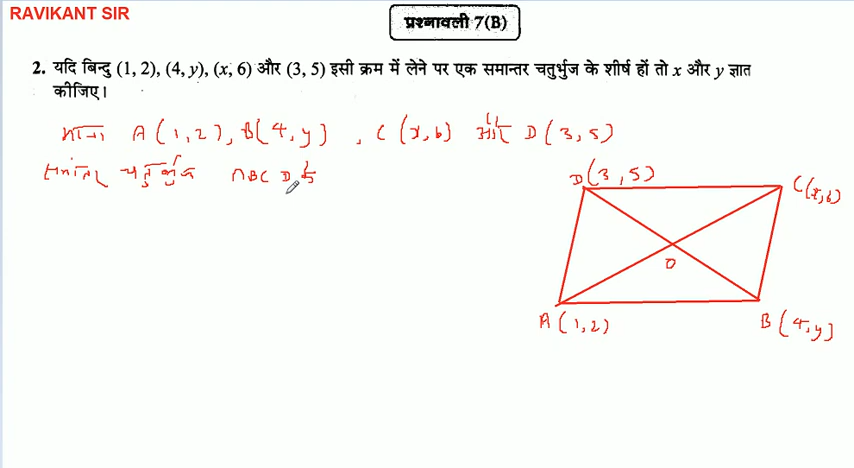 RAVIKANT SIR
प्रश्नावली 7(B)
2. यदि बिन्दु (1, 2), (4, y), (x, 6) और (3, 5) इसी क्रम में लेने पर एक समान्तर चतुर्भुज के शीर्ष हों तो x और y ज्ञात
कीजिए।
माना A (1,2), B(4,y) , C (x,6) और D (3,5)
समांतर चतुर्भुज ABCD के
D(3,5)
C(x,6)
O
A(1,2)
B(4,y)